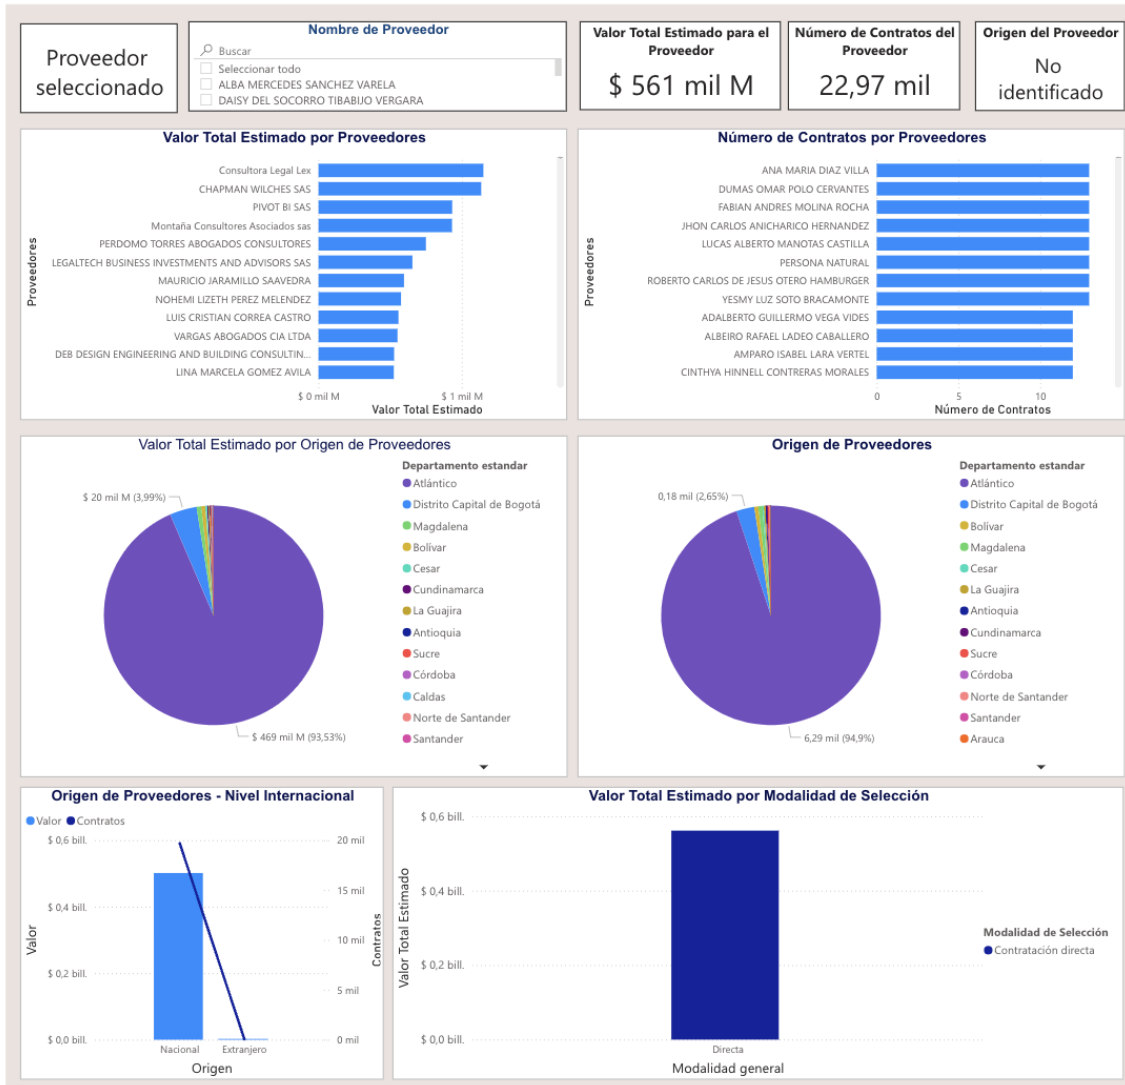 Proveedor
seleccionado
Nombre de Proveedor
Buscar
Seleccionar todo
ALBA MERCEDES SANCHEZ VARELA
DAISY DEL SOCORRO TIBABIJO VERGARA
Valor Total Estimado para el
Proveedor
$ 561 mil M
Número de Contratos del
Proveedor
22,97 mil
Origen del Proveedor
No
identificado
Valor Total Estimado por Proveedores
Proveedores
Consultora Legal Lex
CHAPMAN WILCHES SAS
PIVOT BI SAS
Montaña Consultores Asociados sas
PERDOMO TORRES ABOGADOS CONSULTORES
LEGALTECH BUSINESS INVESTMENTS AND ADVISORS SAS
MAURICIO JARAMILLO SAAVEDRA
NOHEMI LIZETH PEREZ MELENDEZ
LUIS CRISTIAN CORREA CASTRO
VARGAS ABOGADOS CIA LTDA
DEB DESIGN ENGINEERING AND BUILDING CONSULTIN...
LINA MARCELA GOMEZ AVILA
$ 0 mil M
$ 1 mil M
Valor Total Estimado
Número de Contratos por Proveedores
Proveedores
ANA MARIA DIAZ VILLA
DUMAS OMAR POLO CERVANTES
FABIAN ANDRES MOLINA ROCHA
JHON CARLOS ANICHARICO HERNANDEZ
LUCAS ALBERTO MANOTAS CASTILLA
PERSONA NATURAL
ROBERTO CARLOS DE JESUS OTERO HAMBURGER
YESMY LUZ SOTO BRACAMONTE
ADALBERTO GUILLERMO VEGA VIDES
ALBEIRO RAFAEL LADEO CABALLERO
AMPARO ISABEL LARA VERTEL
CINTHYA HINNELL CONTRERAS MORALES
0
5
10
Número de Contratos
Valor Total Estimado por Origen de Proveedores
$ 20 mil M (3,99%)
$ 469 mil M (93,53%)
Departamento estandar
Atlántico
Distrito Capital de Bogotá
Magdalena
Bolívar
Cesar
Cundinamarca
La Guajira
Antioquia
Sucre
Córdoba
Caldas
Norte de Santander
Santander
Origen de Proveedores
0,18 mil (2,65%)
6,29 mil (94,9%)
Departamento estandar
Atlántico
Distrito Capital de Bogotá
Bolívar
Magdalena
Cesar
La Guajira
Antioquia
Cundinamarca
Sucre
Córdoba
Norte de Santander
Santander
Arauca
Origen de Proveedores - Nivel Internacional
Valor
Contratos
$ 0,6 bill.
$ 0,4 bill.
$ 0,2 bill.
$ 0,0 bill.
Valor
20 mil
15 mil
10 mil
5 mil
0 mil
Contratos
Nacional
Extranjero
Origen
Valor Total Estimado por Modalidad de Selección
$ 0,6 bill.
$ 0,4 bill.
$ 0,2 bill.
$ 0,0 bill.
Valor Total Estimado
Directa
Modalidad general
Modalidad de Selección
Contratación directa